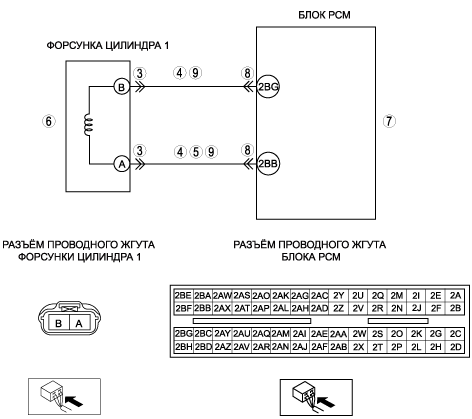 БЛОК PCM
ФОРСУНКА ЦИЛИНДРА 1
3
4 9
8
B
2BG
6
7
3
4 5 9
8
A
2BB
РАЗЪЁМ ПРОВОДНОГО ЖГУТА
ФОРСУНКИ ЦИЛИНДРА 1
РАЗЪЁМ ПРОВОДНОГО ЖГУТА
БЛОКА PCM
B A
2BE 2BA 2AW 2AS 2AO 2AK 2AG 2AC 2Y 2U 2Q 2M 2I 2E 2A
2BF 2BB 2AX 2AT 2AP 2AL 2AH 2AD 2Z 2V 2R 2N 2J 2F 2B
2BG 2BC 2AY 2AU 2AQ 2AM 2AI 2AE 2AA 2W 2S 2O 2K 2G 2C
2BH 2BD 2AZ 2AV 2AR 2AN 2AJ 2AF 2AB 2X 2T 2P 2L 2H 2D